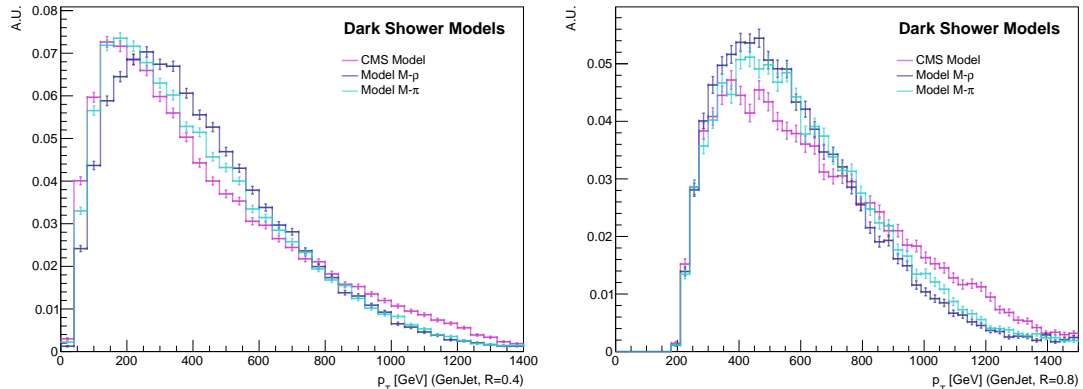 A.U.
Dark Shower Models
CMS Model
Model M-ρ
Model M-π
0.08
0.07
0.06
0.05
0.04
0.03
0.02
0.01
0
0 200 400 600 800 1000 1200 1400
p_T [GeV] (GenJet, R=0.4)
A.U.
Dark Shower Models
CMS Model
Model M-ρ
Model M-π
0.05
0.04
0.03
0.02
0.01
0
0 200 400 600 800 1000 1200 1400
p_T [GeV] (GenJet, R=0.8)